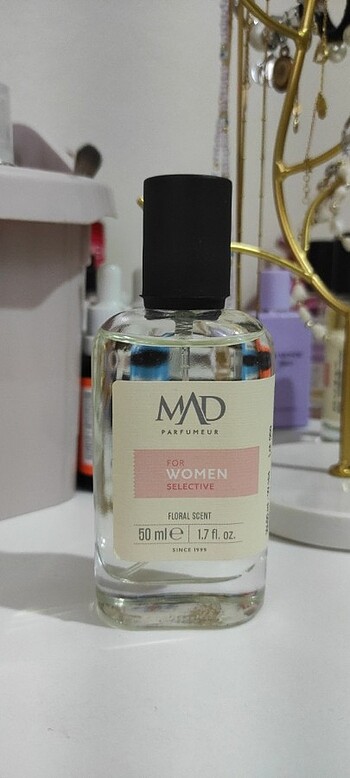 MAD
PARFUMEUR
FOR
WOMEN
SELECTIVE
FLORAL SCENT
50 ml℮ 1.7 fl. oz.
SINCE 1999